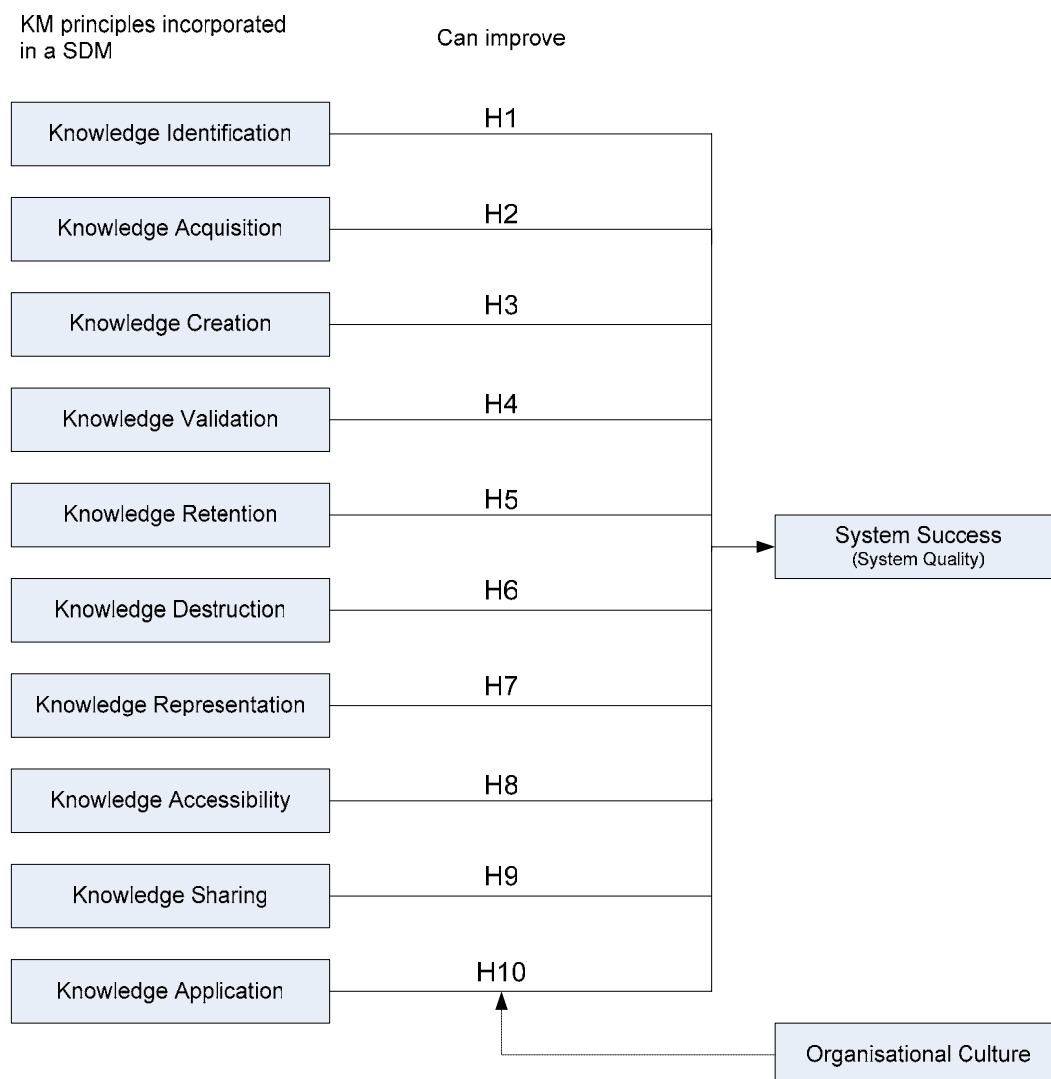 KM principles incorporated
in a SDM
Can improve
Knowledge Identification
H1
Knowledge Acquisition
H2
Knowledge Creation
H3
Knowledge Validation
H4
Knowledge Retention
H5
System Success
(System Quality)
Knowledge Destruction
H6
Knowledge Representation
H7
Knowledge Accessibility
H8
Knowledge Sharing
H9
Knowledge Application
H10
Organisational Culture